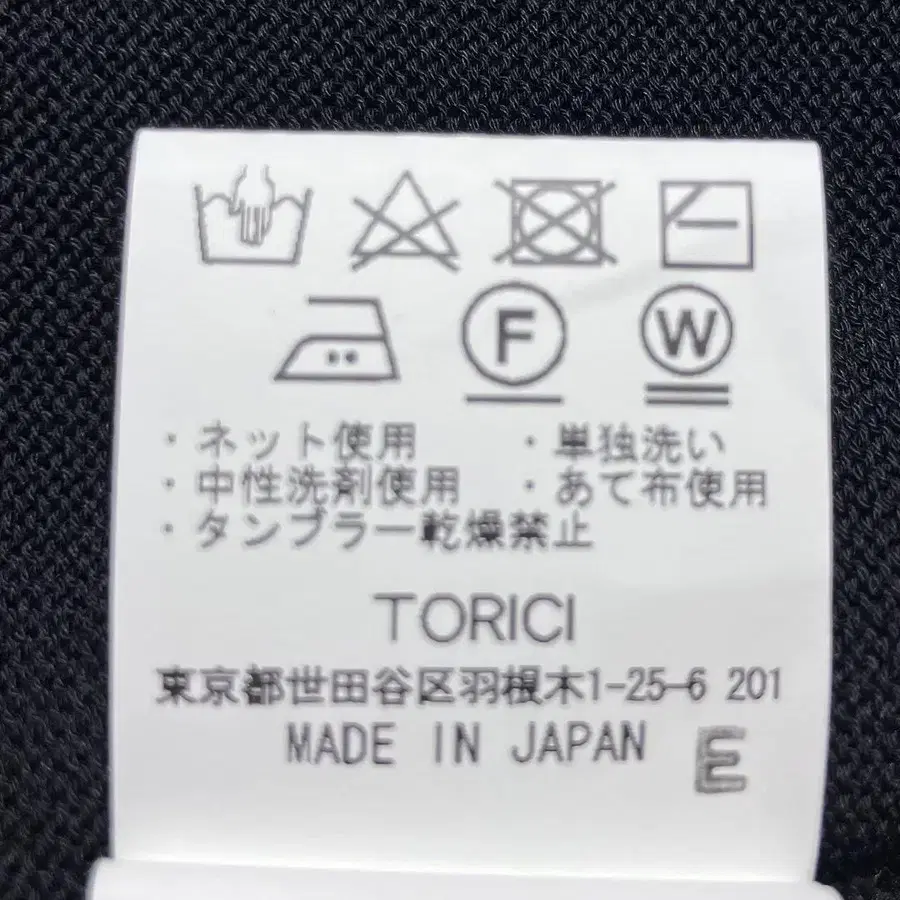 F W
・ネット使用 ・単独洗い
・中性洗剤使用 ・あて布使用
・タンブラー乾燥禁止
TORICI
東京都世田谷区羽根木1-25-6 201
MADE IN JAPAN E